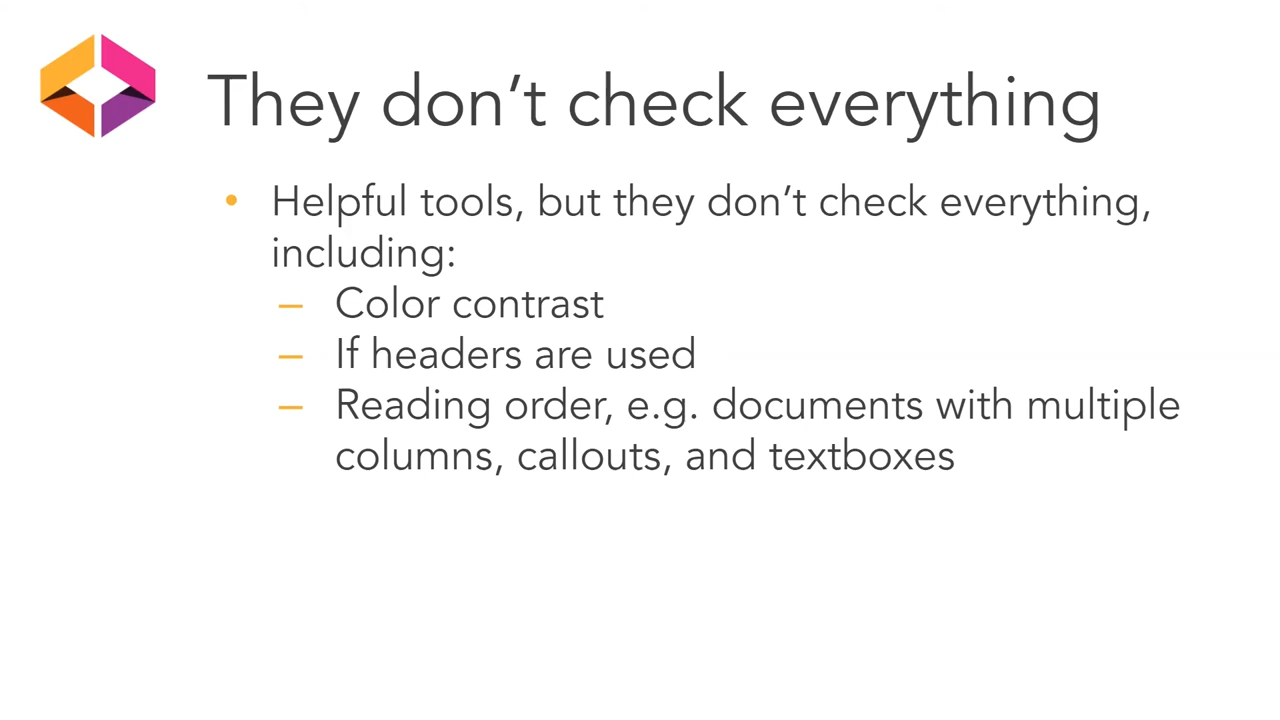 They don’t check everything
• Helpful tools, but they don’t check everything,
including:
– Color contrast
– If headers are used
– Reading order, e.g. documents with multiple
columns, callouts, and textboxes